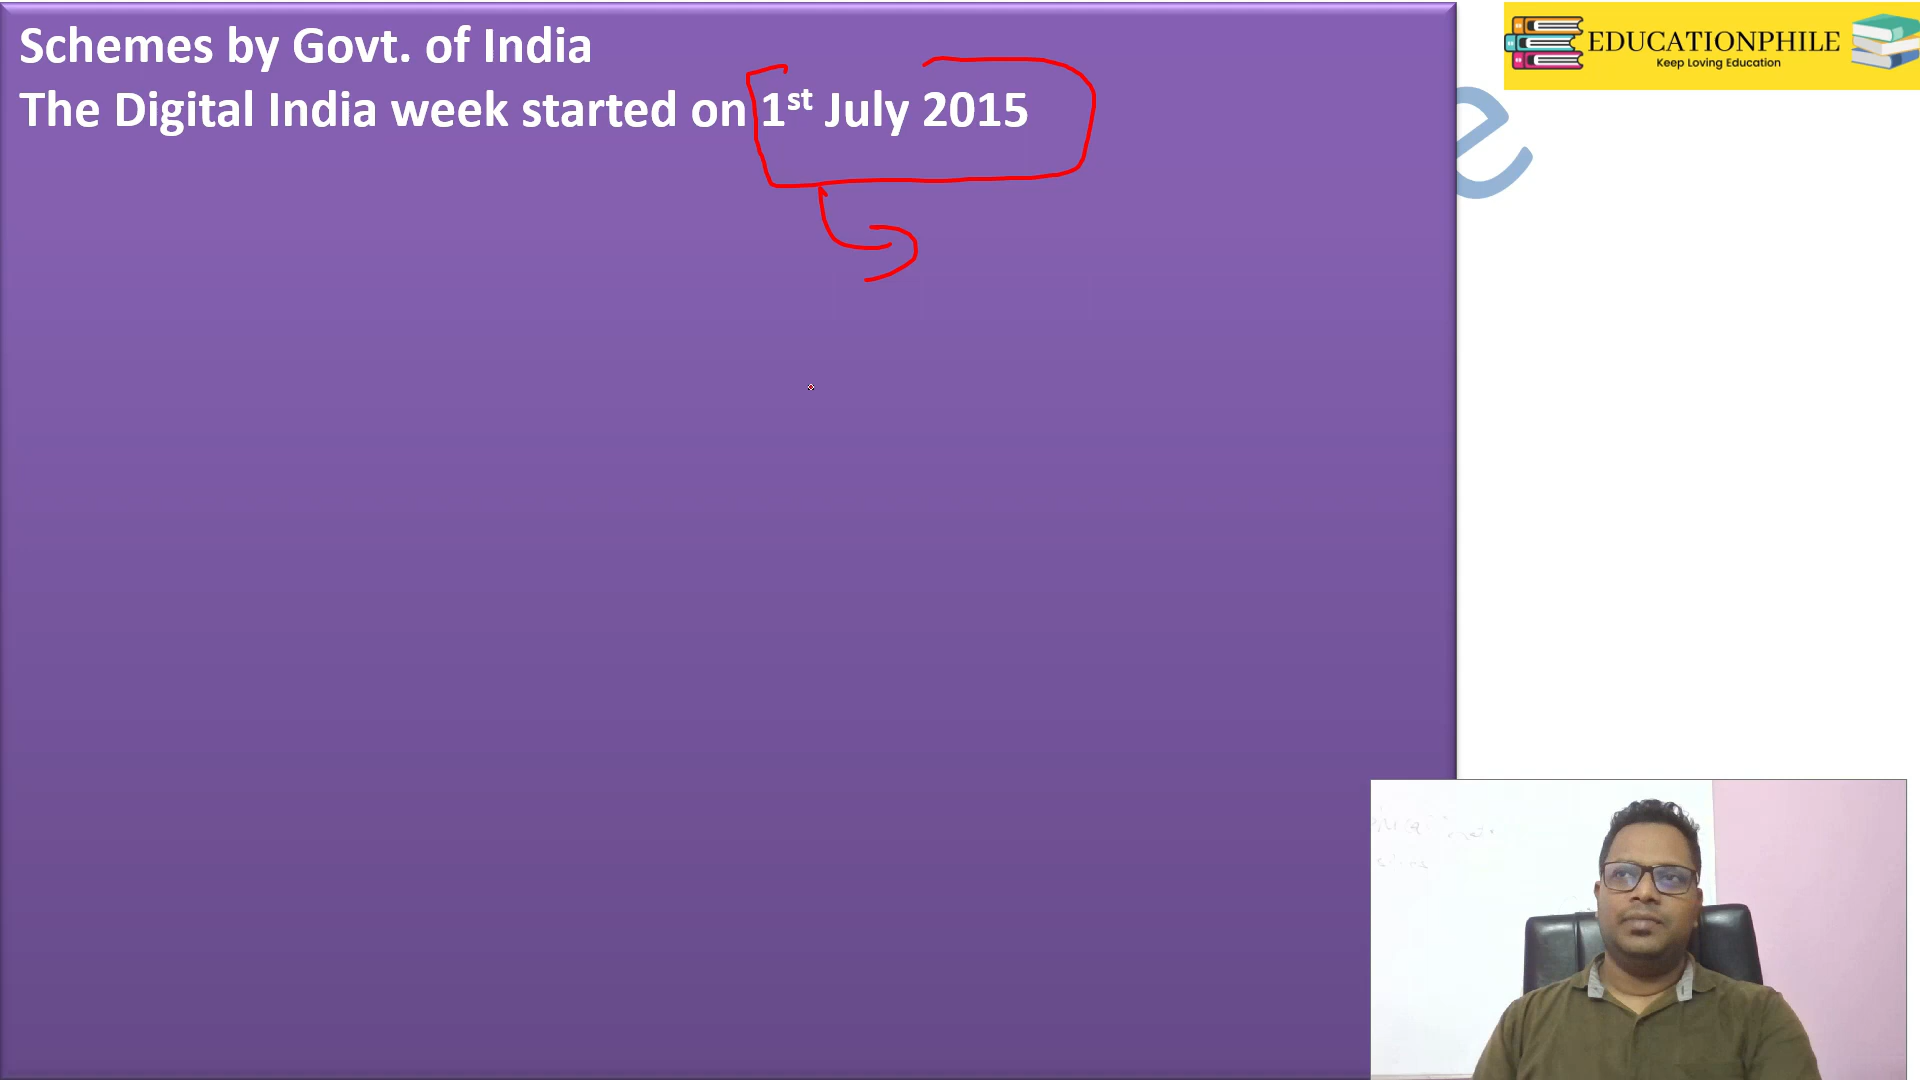 Schemes by Govt. of India
The Digital India week started on 1st July 2015
EDUCATIONPHILE
Keep Loving Education
e